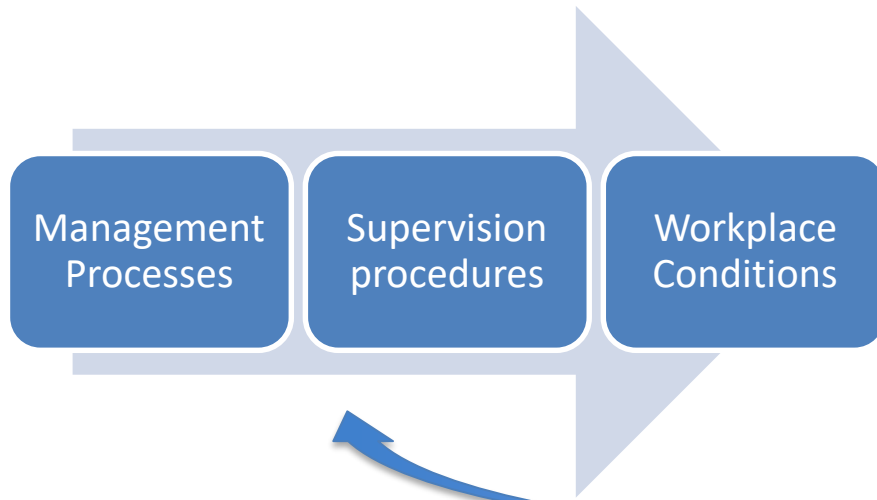 Management
Processes
Supervision
procedures
Workplace
Conditions